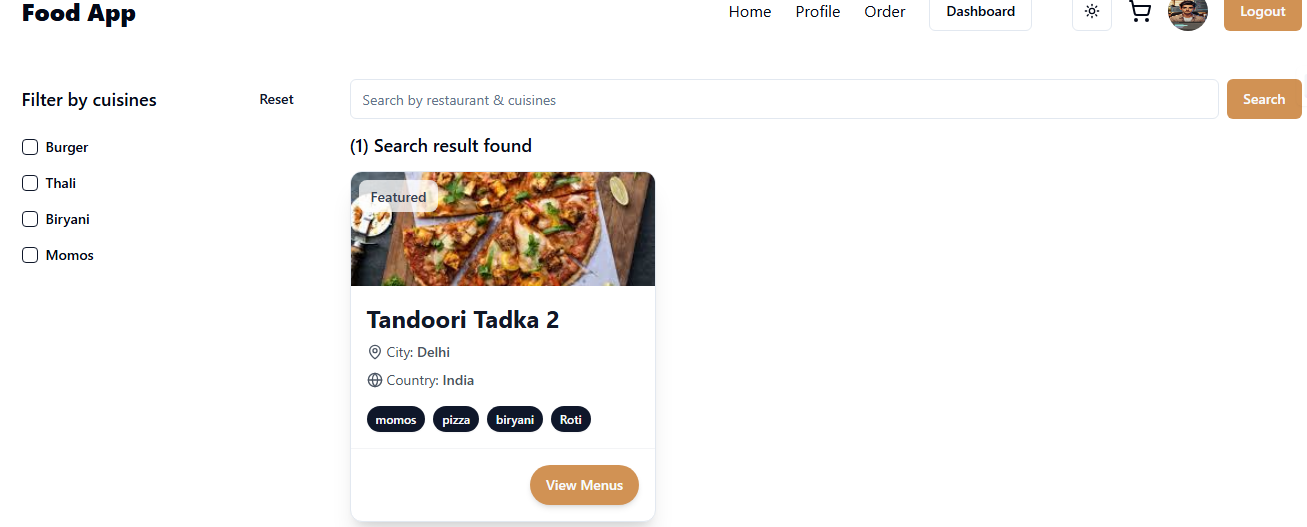 Food App
Home Profile Order Dashboard Logout
Filter by cuisines Reset
Burger
Thali
Biryani
Momos
Search by restaurant & cuisines Search
(1) Search result found
Featured
Tandoori Tadka 2
City: Delhi
Country: India
momos pizza biryani Roti
View Menus